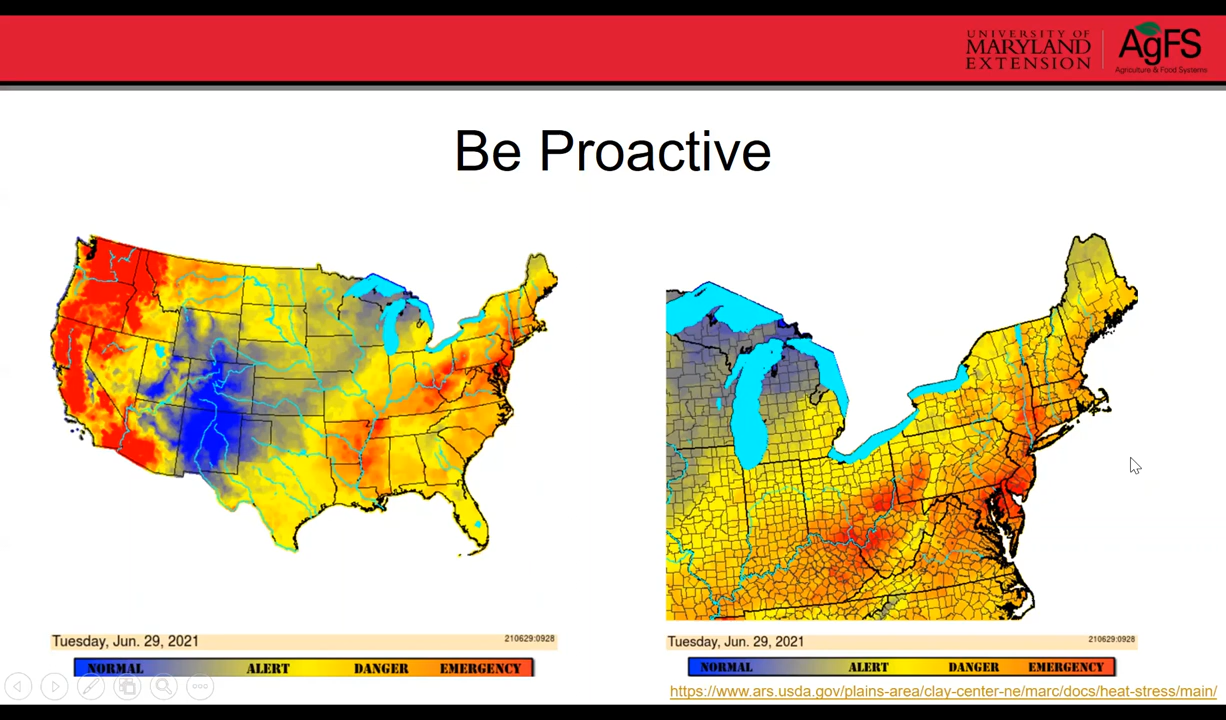 UNIVERSITY OF
MARYLAND
EXTENSION
AgFS
Agriculture & Food Systems
Be Proactive
Tuesday, Jun. 29, 2021
210629:0928
NORMAL ALERT DANGER EMERGENCY
Tuesday, Jun. 29, 2021
210629:0928
NORMAL ALERT DANGER EMERGENCY
https://www.ars.usda.gov/plains-area/clay-center-ne/marc/docs/heat-stress/main/